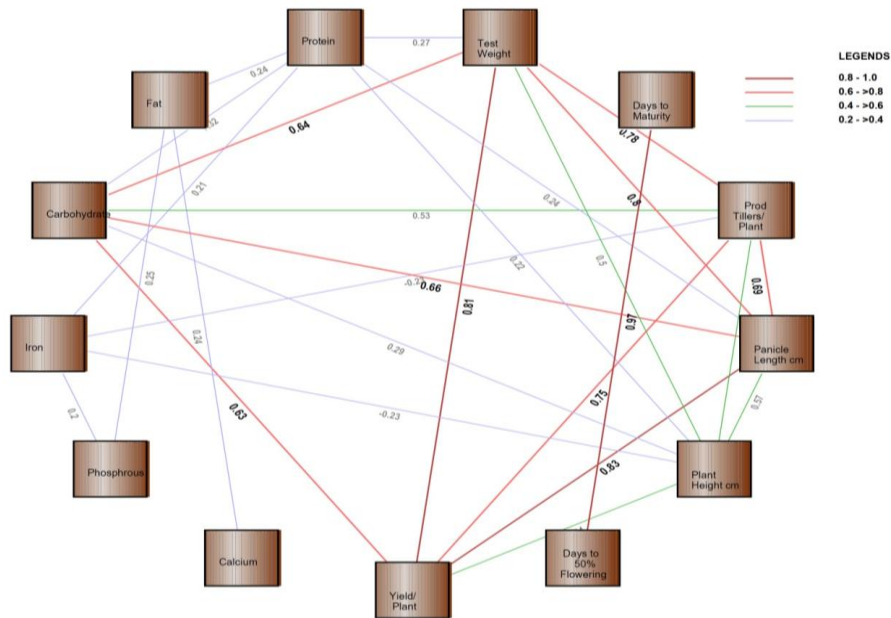 Protein
Test
Weight
LEGENDS
0.8 - 1.0
0.6 - >0.8
0.4 - >0.6
0.2 - >0.4
0.27
0.24
Fat
Days to
Maturity
0.64
0.78
0.21
0.8
0.24
Carbohydrate
Prod
Tillers/
Plant
0.53
0.5
0.22
0.25
0.66
0.69
0.81
0.97
Iron
Panicle
Length cm
0.24
0.29
0.75
0.57
0.63
0.2
-0.23
Phosphrous
0.83
Plant
Height cm
Calcium
Days to
50%
Flowering
Yield/
Plant